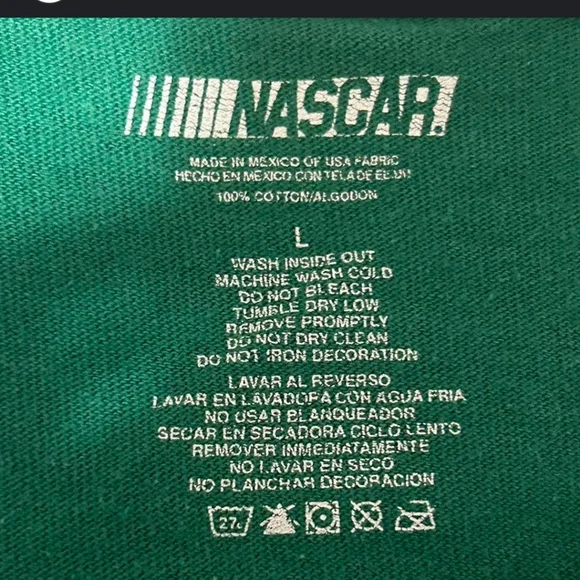 NASCAR.
MADE IN MEXICO OF USA FABRIC
HECHO EN MEXICO CON TELA DE EE.UU
100% COTTON/ALGODON
L
WASH INSIDE OUT
MACHINE WASH COLD
DO NOT BLEACH
TUMBLE DRY LOW
REMOVE PROMPTLY
DO NOT DRY CLEAN
DO NOT IRON DECORATION
LAVAR AL REVERSO
LAVAR EN LAVADORA CON AGUA FRIA
NO USAR BLANQUEADOR
SECAR EN SECADORA CICLO LENTO
REMOVER INMEDIATAMENTE
NO LAVAR EN SECO
NO PLANCHAR DECORACION
27c